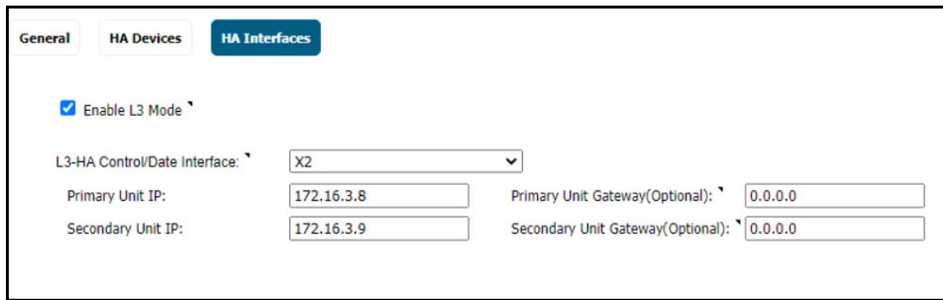 General HA Devices HA Interfaces
Enable L3 Mode
L3-HA Control/Date Interface: X2
Primary Unit IP: 172.16.3.8 Primary Unit Gateway(Optional): 0.0.0.0
Secondary Unit IP: 172.16.3.9 Secondary Unit Gateway(Optional): 0.0.0.0